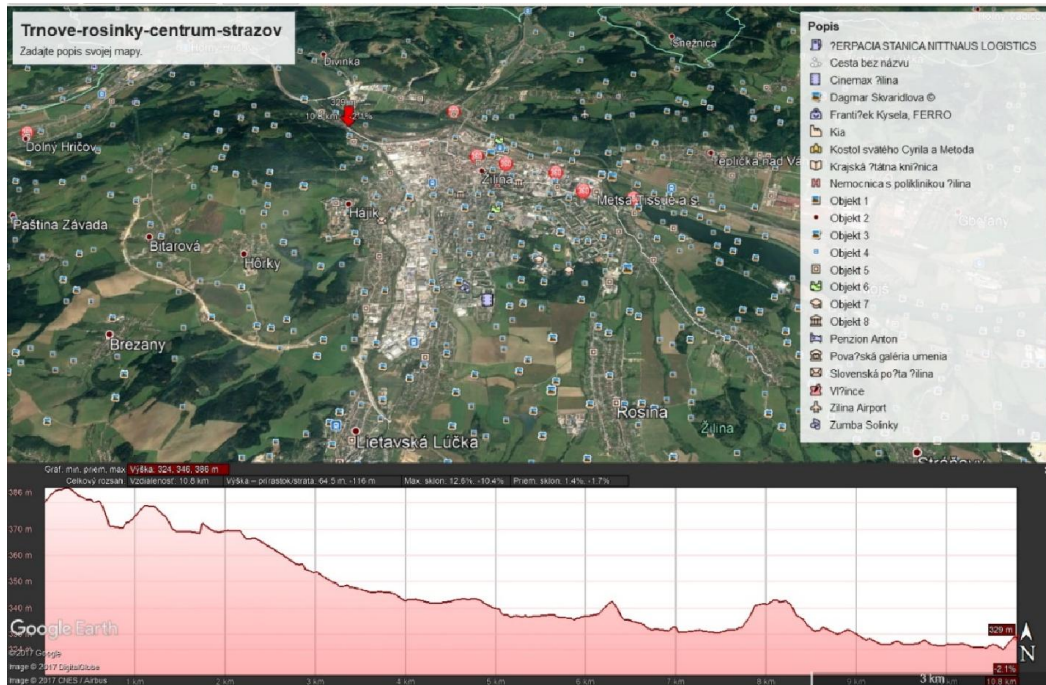 Trnove-rosinky-centrum-strazov
Zadajte popis svojej mapy.
Snežnica
Divinka
329 m
10.8 km -2.1%
Dolný Hričov
Teplička nad Vá
Žilina
Metsa Tissue a s
Hájik
Paština Závada
Bitarová
Hôrky
Brezany
Rosina
Žilina
Lietavská Lúčka
Popis
?ERPACIA STANICA NITTNAUS LOGISTICS
Cesta bez názvu
Cinemax ?ilina
Dagmar Skvaridlova ©
Franti?ek Kysela, FERRO
Kia
Kostol svätého Cyrila a Metoda
Krajská ?tátna kni?nica
Nemocnica s poliklinikou ?ilina
Objekt 1
Objekt 2
Objekt 3
Objekt 4
Objekt 5
Objekt 6
Objekt 7
Objekt 8
Penzion Anton
Pova?ská galéria umenia
Slovenská po?ta ?ilina
Vl?ince
Zilina Airport
Zumba Solinky
Graf: min, priem, max Výška: 324, 346, 386 m
Celkový rozsah Vzdialenosť: 10.8 km Výška – prírastok/strata: 64.5 m, -116 m Max. sklon: 12.6%, -10.4% Priem. sklon: 1.4%, -1.7%
386 m
370 m
360 m
350 m
340 m
324 m
Google Earth
©2017 Google
Image © 2017 DigitalGlobe
Image © 2017 CNES / Airbus
1 km
2 km
3 km
4 km
5 km
6 km
7 km
8 km
9 km
329 m
-2.1%
10.8 km
3 km
N